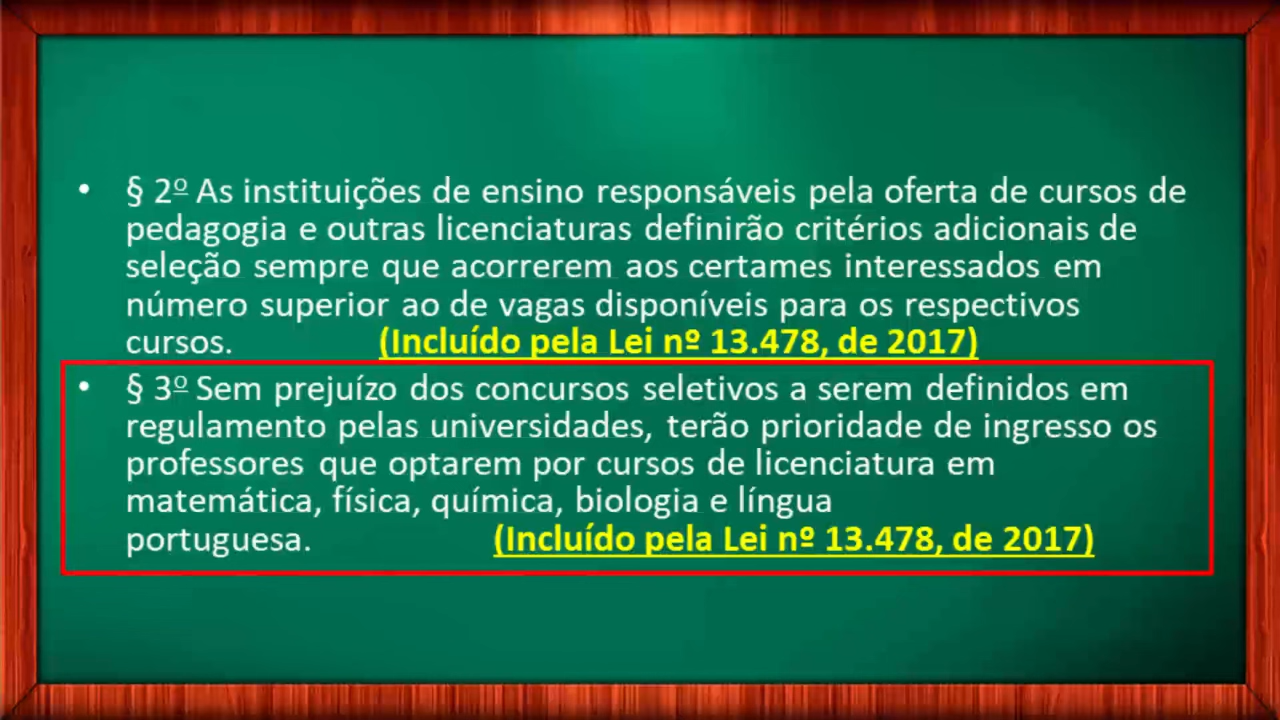 • § 2º As instituições de ensino responsáveis pela oferta de cursos de
pedagogia e outras licenciaturas definirão critérios adicionais de
seleção sempre que acorrerem aos certames interessados em
número superior ao de vagas disponíveis para os respectivos
cursos. (Incluído pela Lei nº 13.478, de 2017)
• § 3º Sem prejuízo dos concursos seletivos a serem definidos em
regulamento pelas universidades, terão prioridade de ingresso os
professores que optarem por cursos de licenciatura em
matemática, física, química, biologia e língua
portuguesa. (Incluído pela Lei nº 13.478, de 2017)